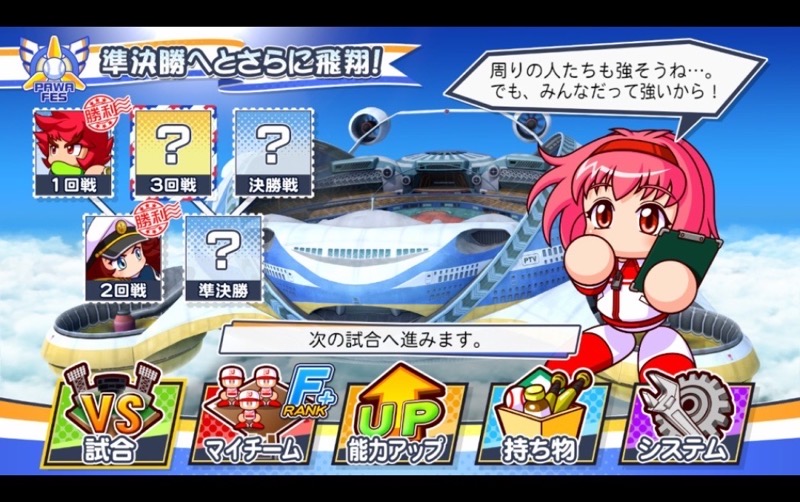 準決勝へとさらに飛翔!
PAWA
FES
周りの人たちも強そうね…。
でも、みんなだって強いから!
勝利
?
?
1回戦
3回戦
決勝戦
勝利
?
2回戦
準決勝
PTV
次の試合へ進みます。
VS
試合
F+
RANK
マイチーム
UP
能力アップ
持ち物
システム